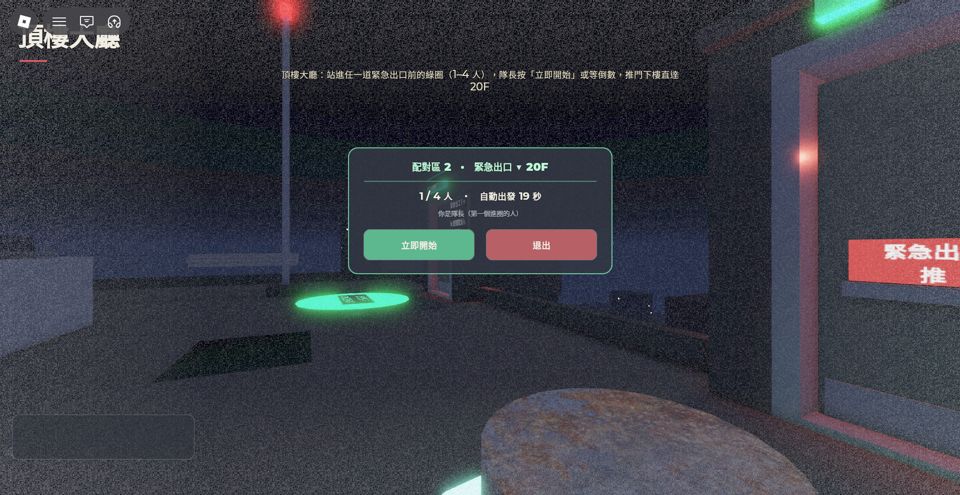 頂樓大廳
頂樓大廳：站進任一道緊急出口前的綠圈（1–4 人），隊長按「立即開始」或等倒數，推門下樓直達
20F
配對區 2 • 緊急出口 ▼ 20F
1 / 4 人 • 自動出發 19 秒
你是隊長（第一個進圈的人）
立即開始
退出
緊急出
推